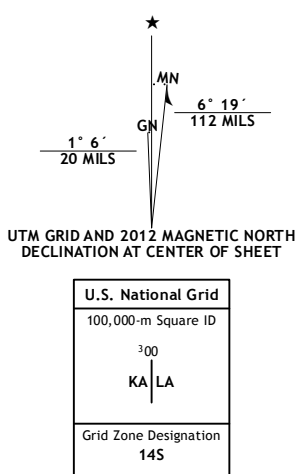 ★
MN
GN
6° 19´
112 MILS
1° 6´
20 MILS
UTM GRID AND 2012 MAGNETIC NORTH
DECLINATION AT CENTER OF SHEET
U.S. National Grid
100,000-m Square ID
³00
KA LA
Grid Zone Designation
14S